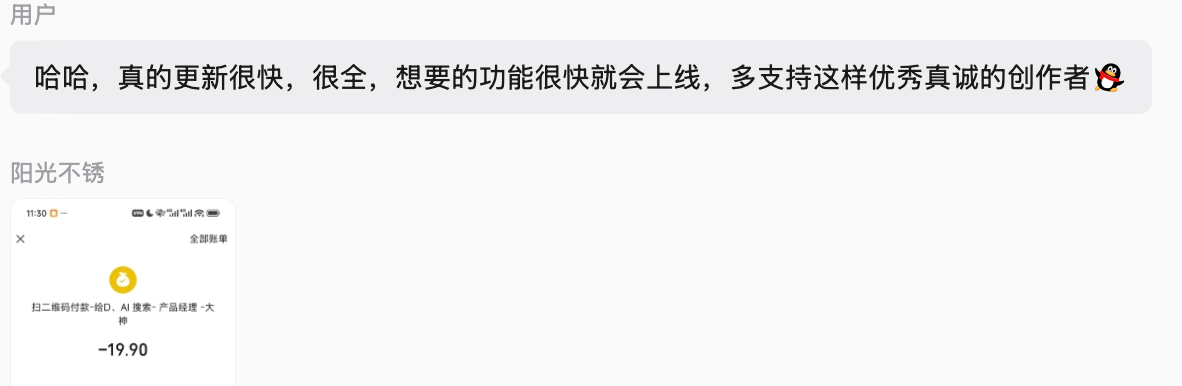 用户
哈哈，真的更新很快，很全，想要的功能很快就会上线，多支持这样优秀真诚的创作者
阳光不锈
11:30
全部账单
扫二维码付款-给D、AI 搜索- 产品经理 -大
神
-19.90